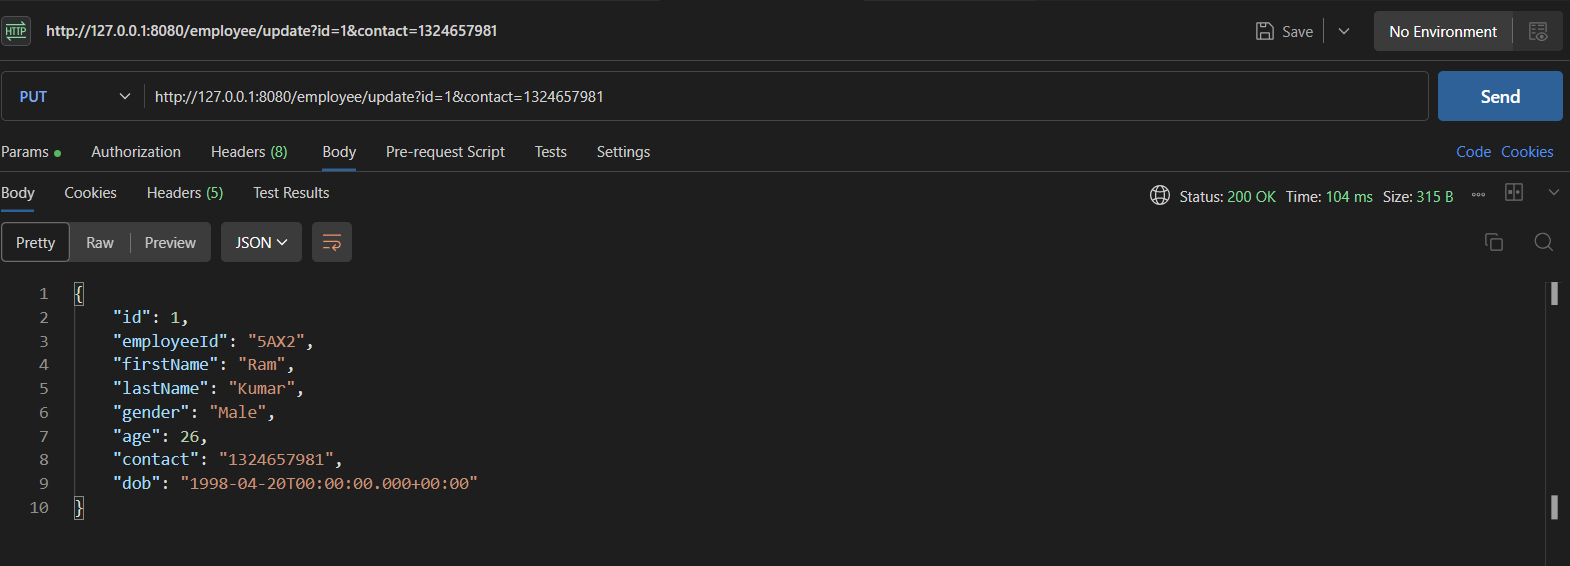 HTTP http://127.0.0.1:8080/employee/update?id=1&contact=1324657981 Save No Environment
PUT http://127.0.0.1:8080/employee/update?id=1&contact=1324657981 Send
Params Authorization Headers (8) Body Pre-request Script Tests Settings Code Cookies
Body Cookies Headers (5) Test Results Status: 200 OK Time: 104 ms Size: 315 B
Pretty Raw Preview JSON
1 {
2 "id": 1,
3 "employeeId": "5AX2",
4 "firstName": "Ram",
5 "lastName": "Kumar",
6 "gender": "Male",
7 "age": 26,
8 "contact": "1324657981",
9 "dob": "1998-04-20T00:00:00.000+00:00"
10 }